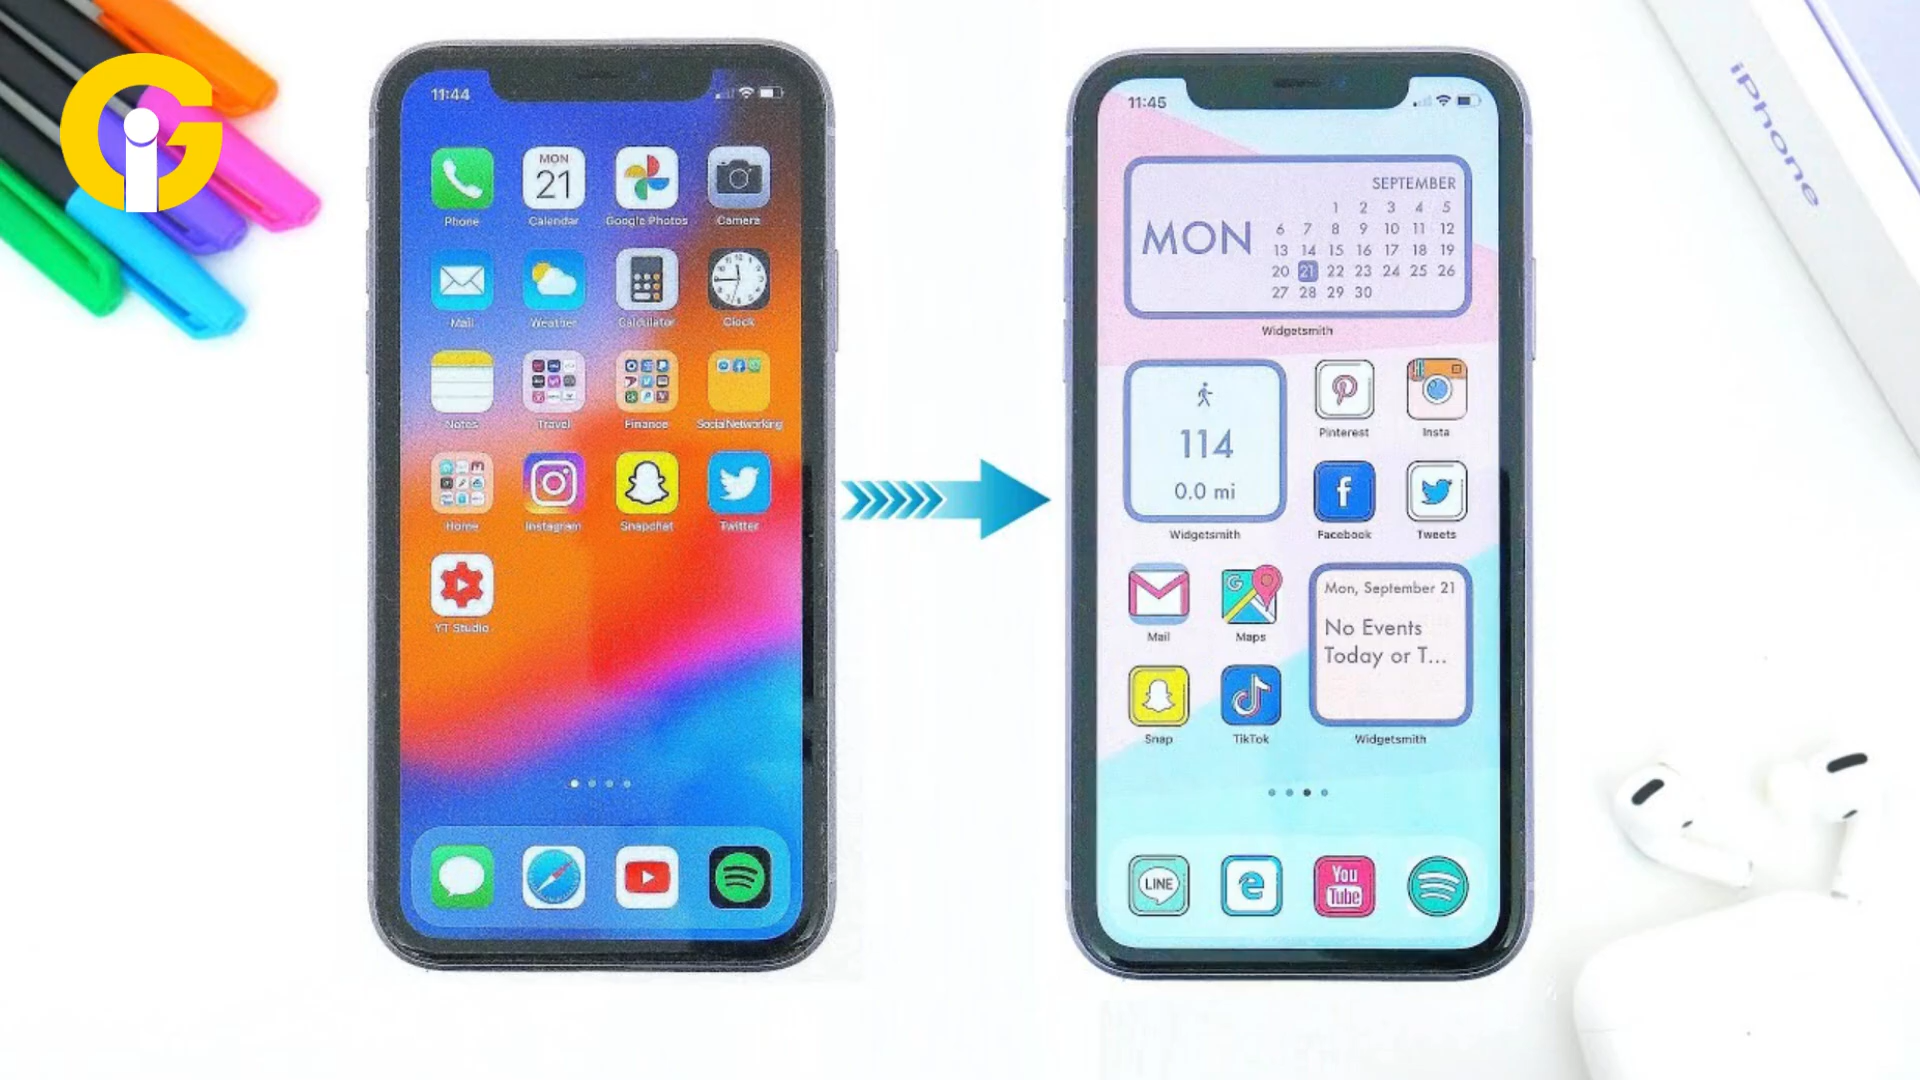 Gi
11:44
MON
21
Phone
Calendar
Google Photos
Camera
Mail
Weather
Calculator
Clock
Notes
Travel
Finance
Social Networking
Home
Instagram
Snapchat
Twitter
YT Studio
11:45
SEPTEMBER
MON
1 2 3 4 5
6 7 8 9 10 11 12
13 14 15 16 17 18 19
20 21 22 23 24 25 26
27 28 29 30
Widgetsmith
114
0.0 mi
Widgetsmith
Pinterest
Insta
f
Facebook
Tweets
Mail
G
Maps
Mon, September 21
No Events
Today or T...
Snap
TikTok
Widgetsmith
LINE
e
You
Tube
iPhone